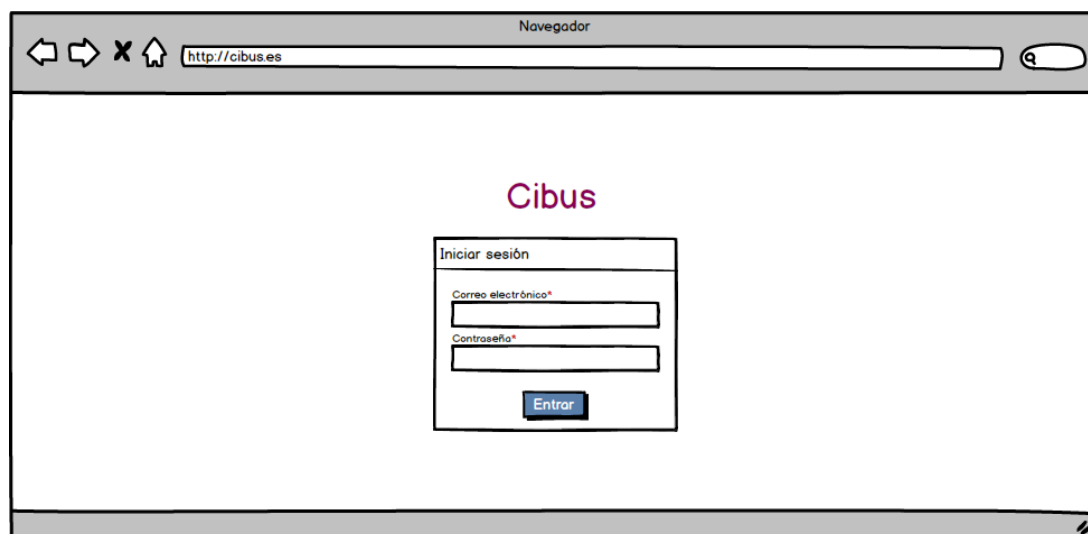 Navegador
http://cibus.es
Cibus
Iniciar sesión
Correo electrónico*
Contraseña*
Entrar